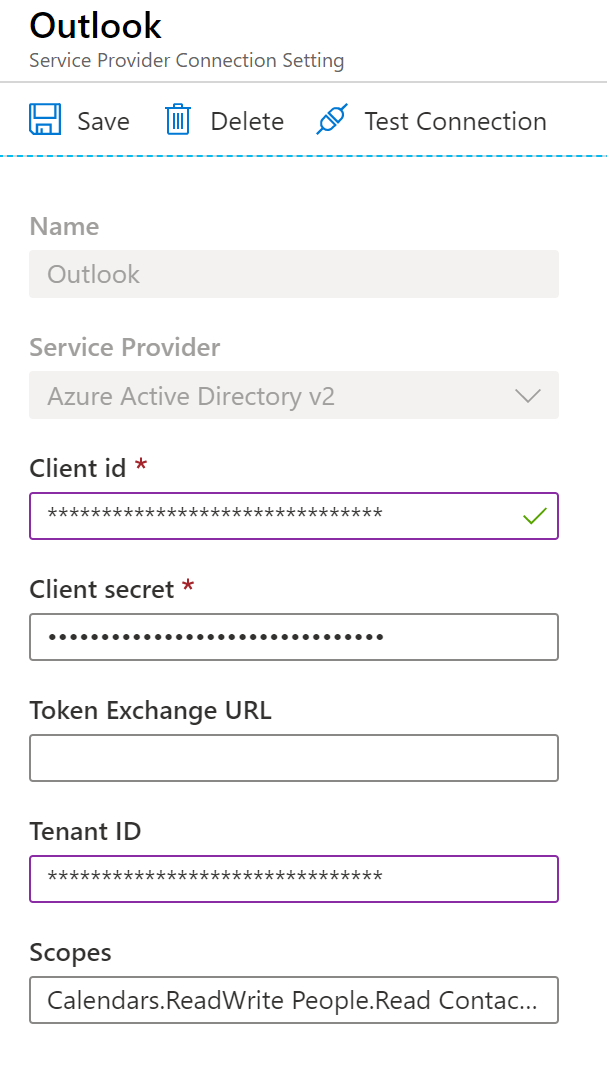 Outlook
Service Provider Connection Setting
Save Delete Test Connection
Name
Outlook
Service Provider
Azure Active Directory v2
Client id *
*******************************
Client secret *
••••••••••••••••••••••••••••••••
Token Exchange URL
Tenant ID
*******************************
Scopes
Calendars.ReadWrite People.Read Contac...